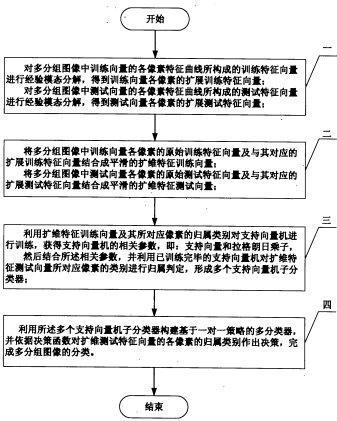 开始
一
对多分组图像中训练向量的各像素特征曲线所构成的训练特征向量
进行经验模态分解，得到训练向量各像素的扩展训练特征向量；
对多分组图像中测试向量的各像素特征曲线所构成的测试特征向量
进行经验模态分解，得到测试向量各像素的扩展测试特征向量；
二
将多分组图像中训练向量各像素的原始训练特征向量及与其对应的
扩展训练特征向量结合成平滑的扩维特征训练向量；
将多分组图像中测试向量各像素的原始测试特征向量及与其对应的
扩展测试特征向量结合成平滑的扩维特征测试向量；
三
利用扩维特征训练向量及其所对应像素的归属类别对支持向量机进
行训练，获得支持向量机的相关参数，即：支持向量和拉格朗日乘子，
然后结合所述相关参数，并利用已训练完毕的支持向量机对扩维特
征测试向量所对应像素的类别进行归属判定，形成多个支持向量机子分
类器；
四
利用所述多个支持向量机子分类器构建基于一对一策略的多分类器，
并依据决策函数对扩维测试特征向量的各像素的归属类别作出决策，完
成多分组图像的分类。
结束